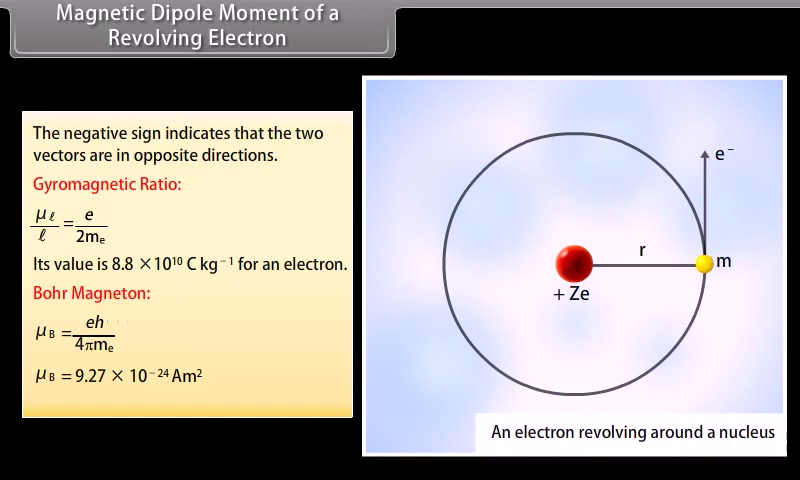 Magnetic Dipole Moment of a
Revolving Electron
The negative sign indicates that the two
vectors are in opposite directions.
Gyromagnetic Ratio:
μℓ/ℓ = e/2mₑ
Its value is 8.8 × 10¹⁰ C kg⁻¹ for an electron.
Bohr Magneton:
μB = eh/4πmₑ
μB = 9.27 × 10⁻²⁴ Am²
e⁻
r
m
+ Ze
An electron revolving around a nucleus